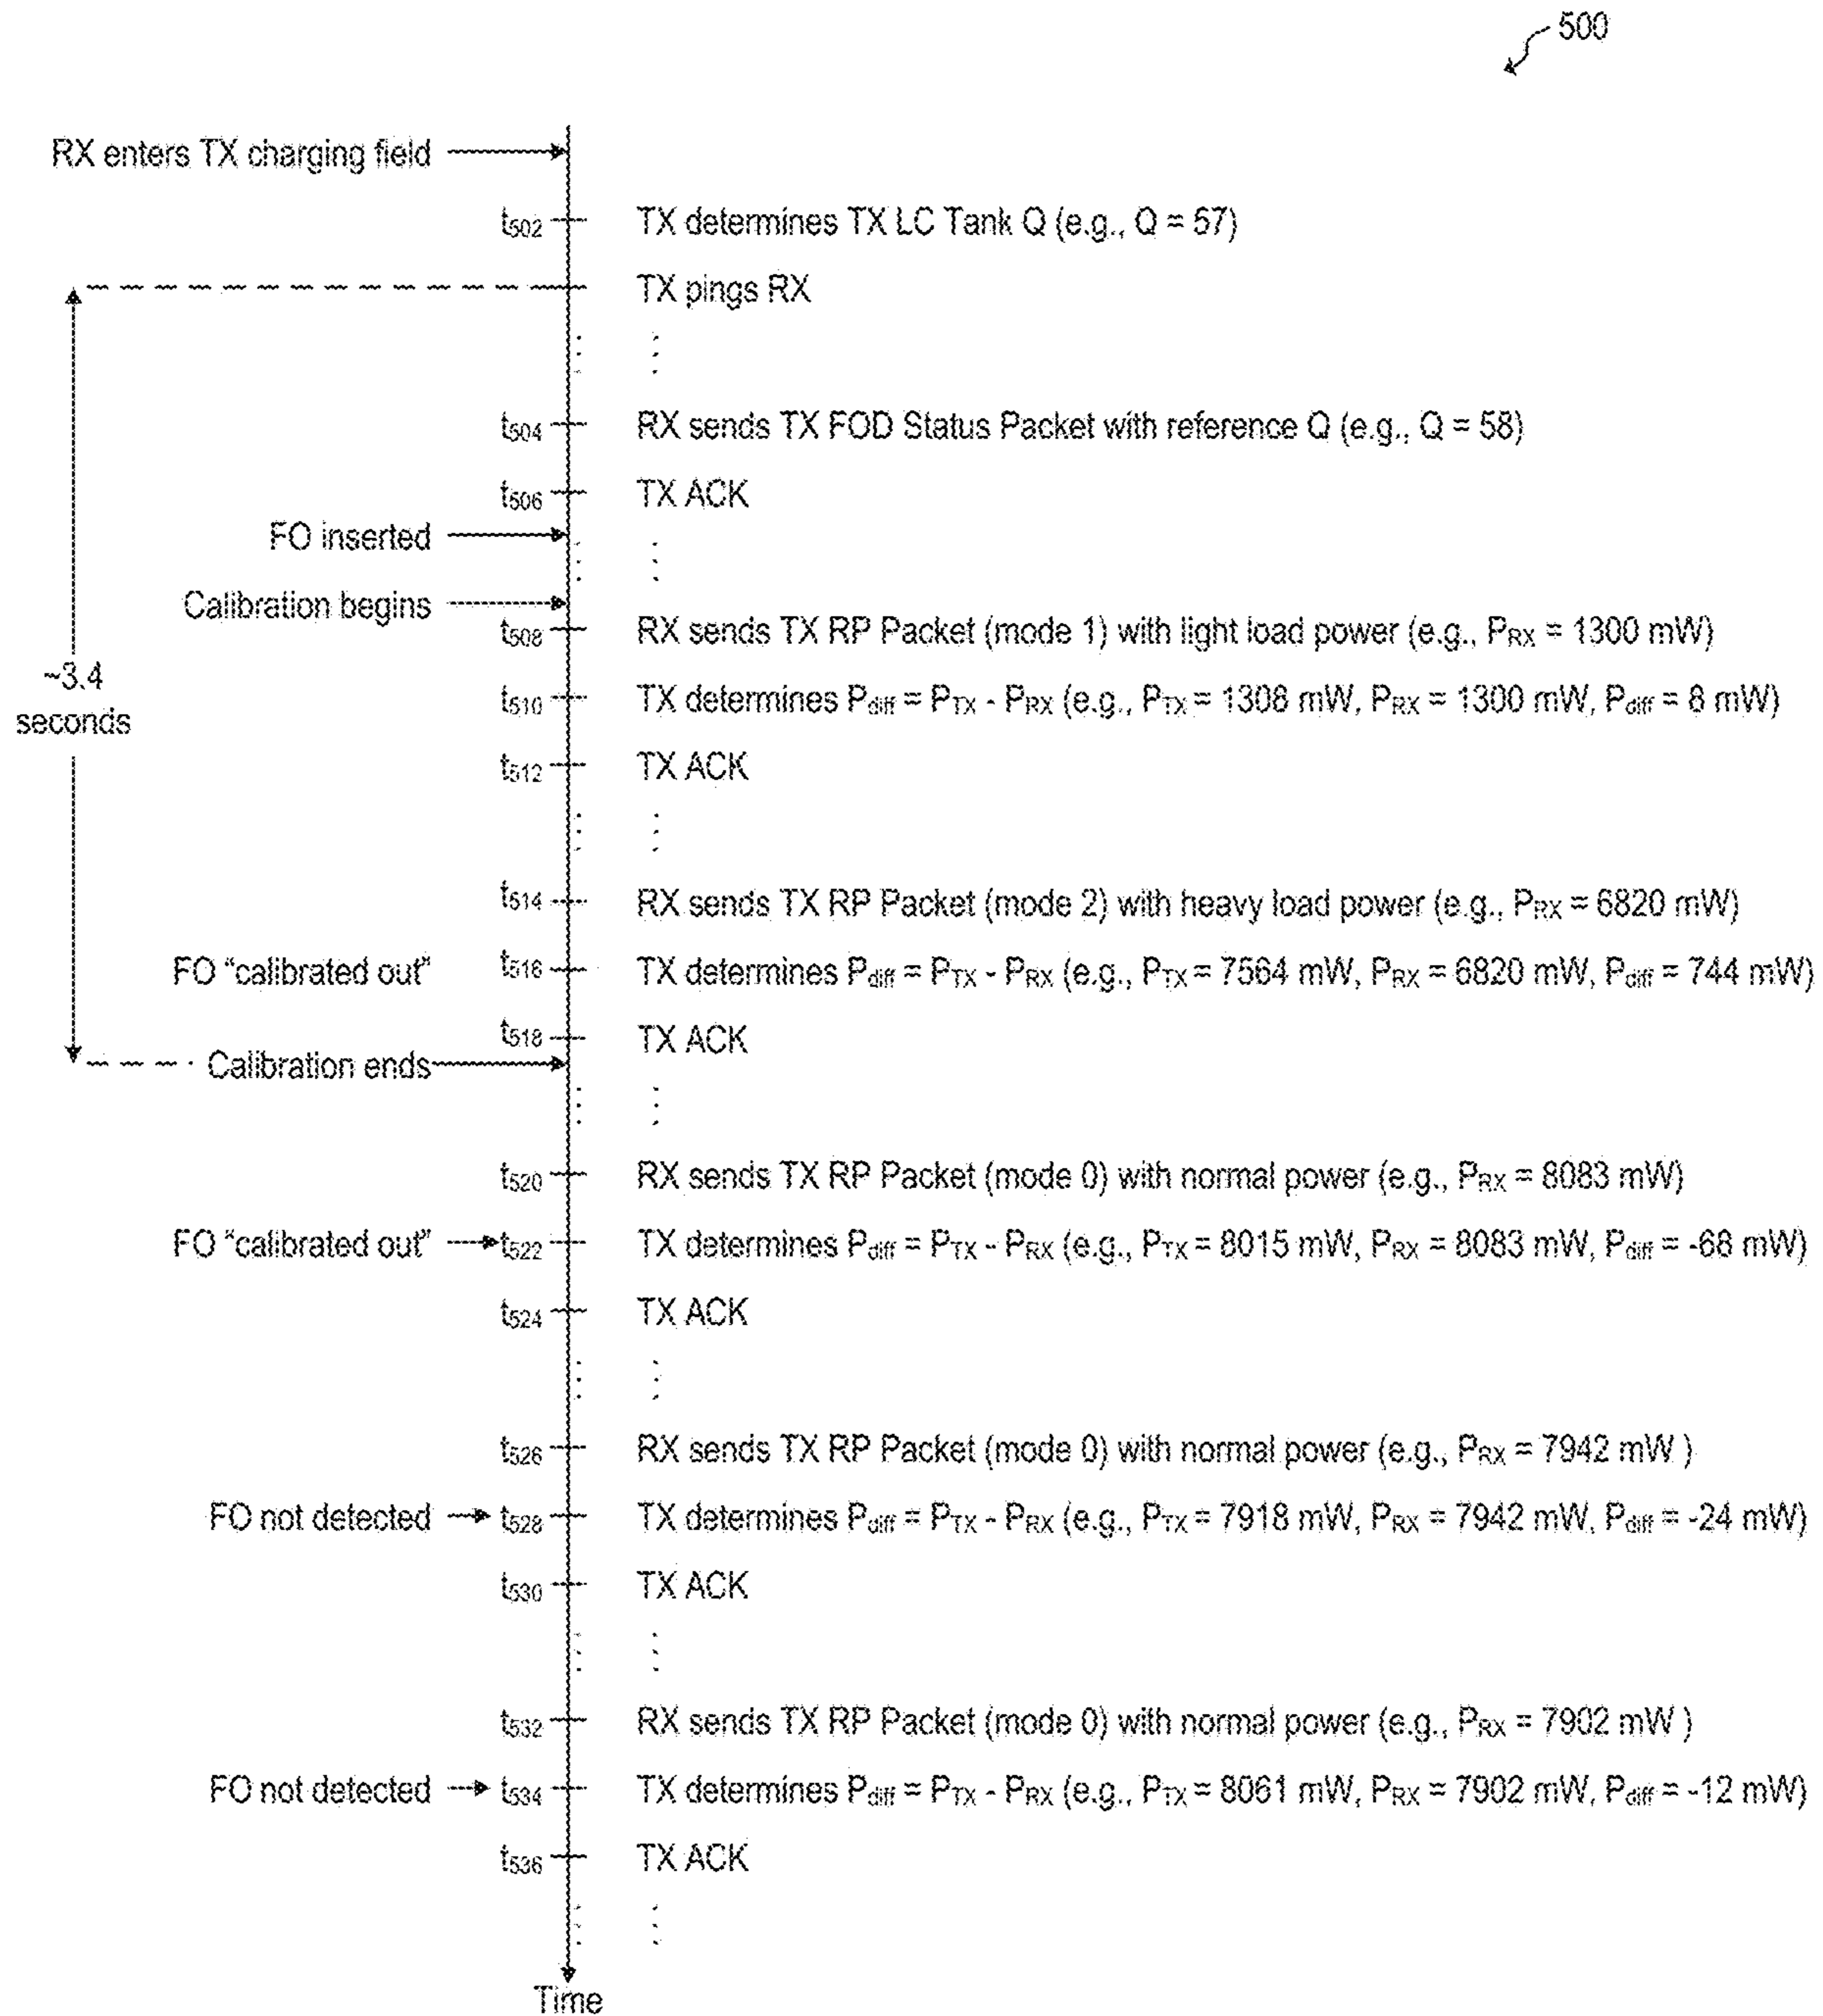 500
RX enters TX charging field
t502 TX determines TX LC Tank Q (e.g., Q = 57)
TX pings RX
t504 RX sends TX FOD Status Packet with reference Q (e.g., Q = 58)
t506 TX ACK
FO inserted
Calibration begins
t508 RX sends TX RP Packet (mode 1) with light load power (e.g., PRX = 1300 mW)
~3.4
seconds
t510 TX determines Pdiff = PTX - PRX (e.g., PTX = 1308 mW, PRX = 1300 mW, Pdiff = 8 mW)
t512 TX ACK
t514 RX sends TX RP Packet (mode 2) with heavy load power (e.g., PRX = 6820 mW)
FO "calibrated out" t516 TX determines Pdiff = PTX - PRX (e.g., PTX = 7564 mW, PRX = 6820 mW, Pdiff = 744 mW)
t518 TX ACK
Calibration ends
t520 RX sends TX RP Packet (mode 0) with normal power (e.g., PRX = 8083 mW)
FO "calibrated out" t522 TX determines Pdiff = PTX - PRX (e.g., PTX = 8015 mW, PRX = 8083 mW, Pdiff = -68 mW)
t524 TX ACK
t526 RX sends TX RP Packet (mode 0) with normal power (e.g., PRX = 7942 mW )
FO not detected t528 TX determines Pdiff = PTX - PRX (e.g., PTX = 7918 mW, PRX = 7942 mW, Pdiff = -24 mW)
t530 TX ACK
t532 RX sends TX RP Packet (mode 0) with normal power (e.g., PRX = 7902 mW )
FO not detected t534 TX determines Pdiff = PTX - PRX (e.g., PTX = 8061 mW, PRX = 7902 mW, Pdiff = -12 mW)
t536 TX ACK
Time